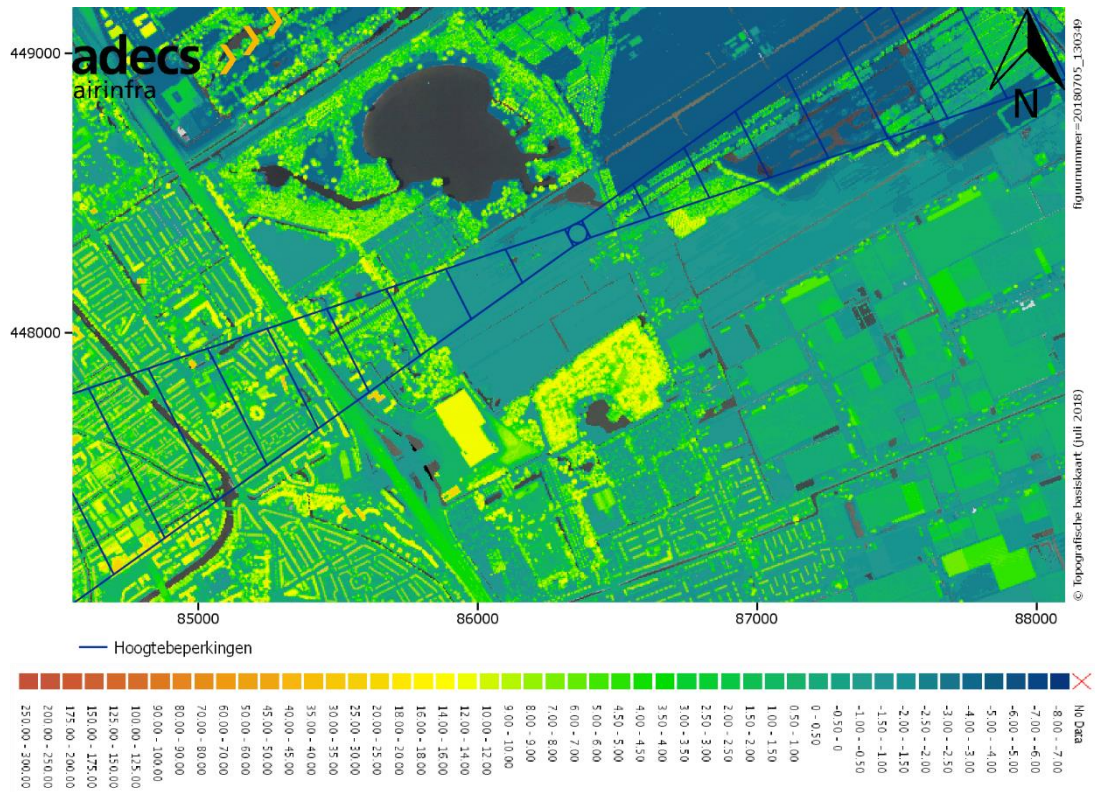 449000
adecs
airinfra
N
fignummer=20180705_130349
448000
© Topografische basiskaart (juli 2018)
85000
86000
87000
88000
Hoogtebeperkingen
250.00 - 300.00
200.00 - 250.00
175.00 - 200.00
150.00 - 175.00
125.00 - 150.00
100.00 - 125.00
90.00 - 100.00
80.00 - 90.00
70.00 - 80.00
60.00 - 70.00
50.00 - 60.00
45.00 - 50.00
40.00 - 45.00
35.00 - 40.00
30.00 - 35.00
25.00 - 30.00
20.00 - 25.00
18.00 - 20.00
16.00 - 18.00
14.00 - 16.00
12.00 - 14.00
10.00 - 12.00
9.00 - 10.00
8.00 - 9.00
7.00 - 8.00
6.00 - 7.00
5.00 - 6.00
4.50 - 5.00
4.00 - 4.50
3.50 - 4.00
3.00 - 3.50
2.50 - 3.00
2.00 - 2.50
1.50 - 2.00
1.00 - 1.50
0.50 - 1.00
0 - 0.50
-0.50 - 0
-1.00 - -0.50
-1.50 - -1.00
-2.00 - -1.50
-2.50 - -2.00
-3.00 - -2.50
-4.00 - -3.00
-5.00 - -4.00
-6.00 - -5.00
-7.00 - -6.00
-8.00 - -7.00
No Data